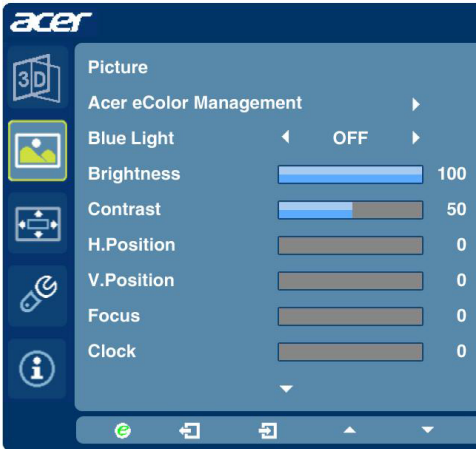 acer
3D
Picture
Acer eColor Management
Blue Light OFF
Brightness 100
Contrast 50
H.Position 0
V.Position 0
Focus 0
Clock 0
e